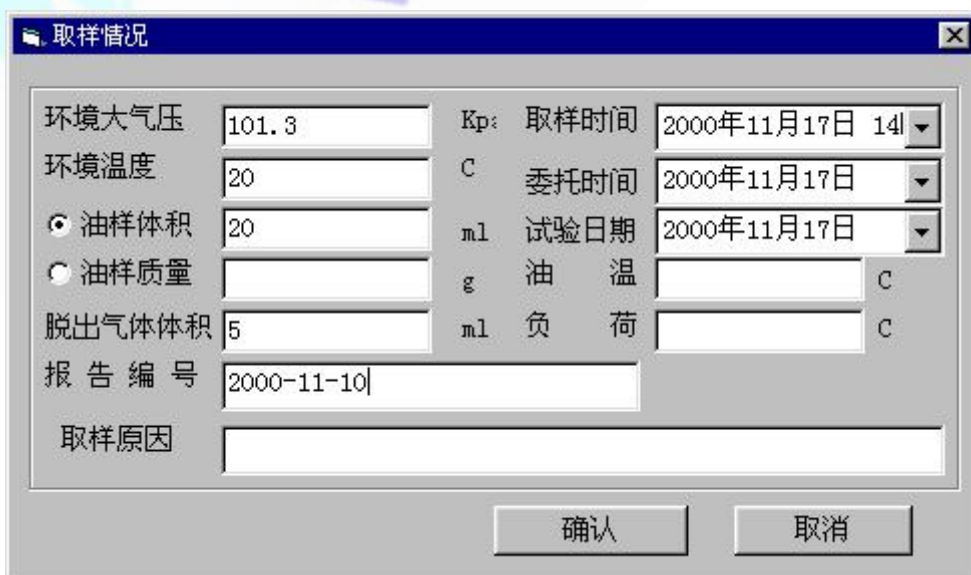 取样情况
环境大气压 101.3 Kp 取样时间 2000年11月17日 14
环境温度 20 C 委托时间 2000年11月17日
油样体积 20 ml 试验日期 2000年11月17日
油样质量 g 油 温 C
脱出气体体积 5 ml 负 荷 C
报 告 编 号 2000-11-10
取样原因
确认 取消